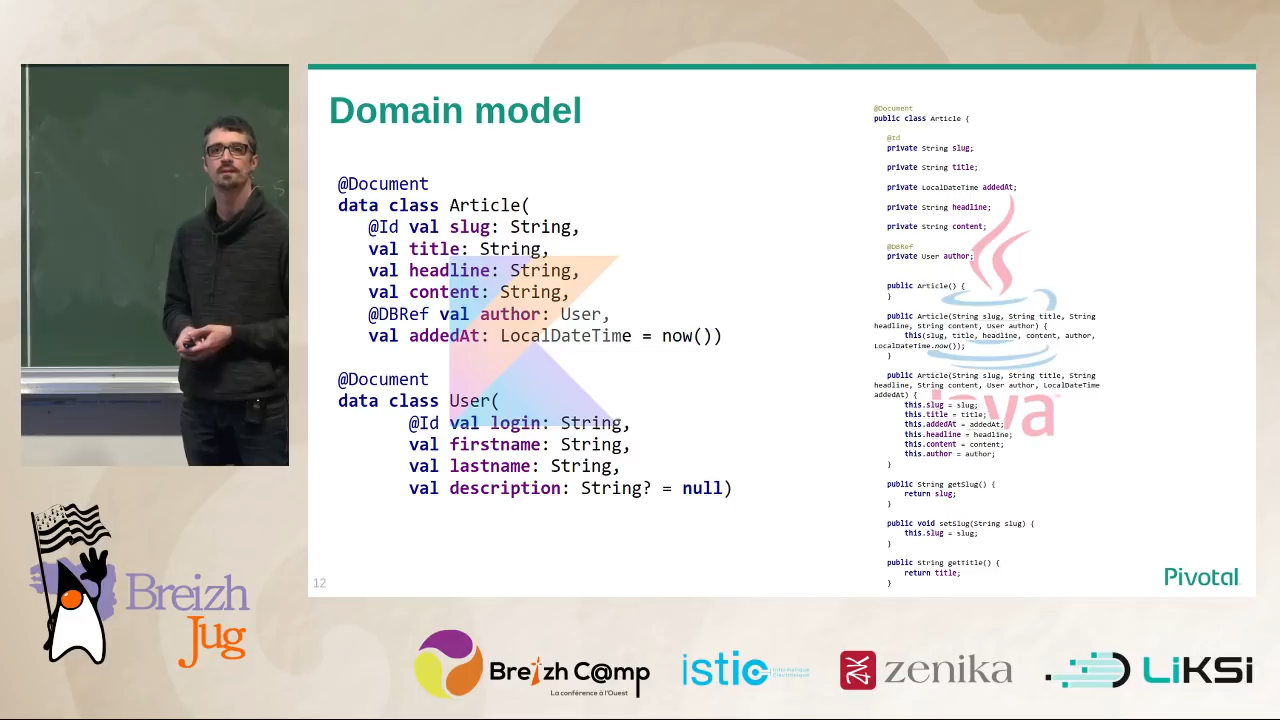 Domain model
@Document
data class Article(
@Id val slug: String,
val title: String,
val headline: String,
val content: String,
@DBRef val author: User,
val addedAt: LocalDateTime = now())
@Document
data class User(
@Id val login: String,
val firstname: String,
val lastname: String,
val description: String? = null)
@Document
public class Article {
@Id
private String slug;
private String title;
private LocalDateTime addedAt;
private String headline;
private String content;
@DBRef
private User author;
public Article() {
}
public Article(String slug, String title, String
headline, String content, User author) {
this(slug, title, headline, content, author,
LocalDateTime.now());
}
public Article(String slug, String title, String
headline, String content, User author, LocalDateTime
addedAt) {
this.slug = slug;
this.title = title;
this.addedAt = addedAt;
this.headline = headline;
this.content = content;
this.author = author;
}
public String getSlug() {
return slug;
}
public void setSlug(String slug) {
this.slug = slug;
}
public String getTitle() {
return title;
}
Java
12
Pivotal
Breizh
Jug
Breizh C@mp
La conférence à l'Ouest
istic
Informatique
Électronique
ZK
zenika
LiKSi